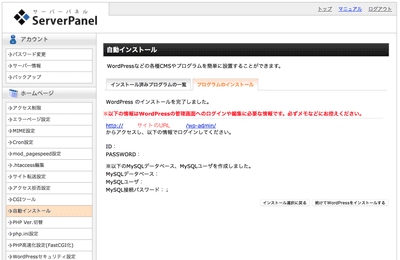 サーバーパネル
ServerPanel
トップ マニュアル ログアウト
アカウント
パスワード変更
サーバー情報
バックアップ
ホームページ
アクセス制限
エラーページ設定
MIME設定
Cron設定
mod_pagespeed設定
.htaccess編集
サイト転送設定
アクセス拒否設定
CGIツール
自動インストール
PHP Ver.切替
php.ini設定
PHP高速化設定(FastCGI化)
WordPressセキュリティ設定
自動インストール
WordPressなどの各種CMSやプログラムを簡単に設置することができます。
インストール済みプログラムの一覧 プログラムのインストール
WordPress のインストールを完了しました。
※以下の情報はWordPressの管理画面へのログインや編集に必要な情報です。必ずメモなどにお控えください。
http:// サイトのURL /wp-admin/
からアクセスし、以下の情報でログインしてください。
ID：
PASSWORD：
※以下のMySQLデータベース、MySQLユーザを作成しました。
MySQLデータベース：
MySQLユーザ：
MySQL接続パスワード：
インストール選択に戻る 続けてWordPressをインストールする